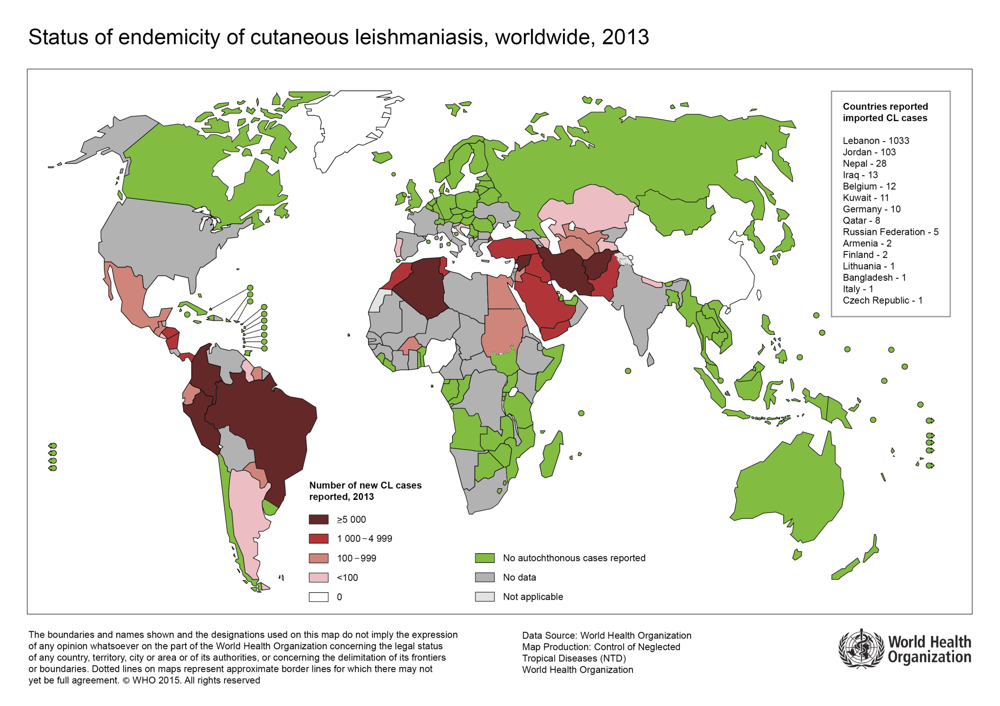 Status of endemicity of cutaneous leishmaniasis, worldwide, 2013
Countries reported
imported CL cases
Lebanon - 1033
Jordan - 103
Nepal - 28
Iraq - 13
Belgium - 12
Kuwait - 11
Germany - 10
Qatar - 8
Russian Federation - 5
Armenia - 2
Finland - 2
Lithuania - 1
Bangladesh - 1
Italy - 1
Czech Republic - 1
Number of new CL cases
reported, 2013
≥5 000
1 000–4 999
100–999
<100
0
No autochthonous cases reported
No data
Not applicable
The boundaries and names shown and the designations used on this map do not imply the expression
of any opinion whatsoever on the part of the World Health Organization concerning the legal status
of any country, territory, city or area or of its authorities, or concerning the delimitation of its frontiers
or boundaries. Dotted lines on maps represent approximate border lines for which there may not
yet be full agreement. © WHO 2015. All rights reserved
Data Source: World Health Organization
Map Production: Control of Neglected
Tropical Diseases (NTD)
World Health Organization
World Health
Organization